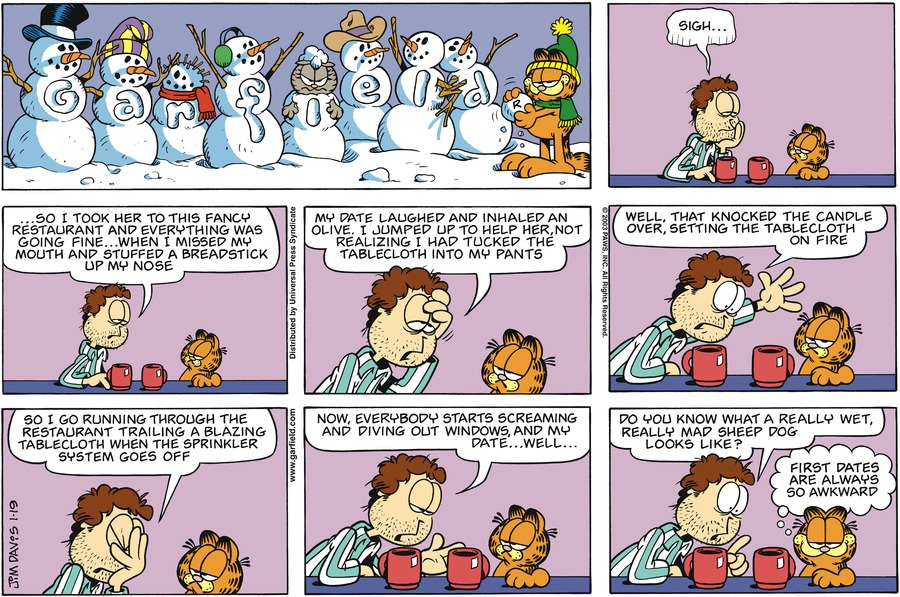 Garfield
SIGH...
...SO I TOOK HER TO THIS FANCY
RESTAURANT AND EVERYTHING WAS
GOING FINE...WHEN I MISSED MY
MOUTH AND STUFFED A BREADSTICK
UP MY NOSE
Distributed by Universal Press Syndicate
MY DATE LAUGHED AND INHALED AN
OLIVE. I JUMPED UP TO HELP HER, NOT
REALIZING I HAD TUCKED THE
TABLECLOTH INTO MY PANTS
© 2003 PAWS, INC. All Rights Reserved.
WELL, THAT KNOCKED THE CANDLE
OVER, SETTING THE TABLECLOTH
ON FIRE
SO I GO RUNNING THROUGH THE
RESTAURANT TRAILING A BLAZING
TABLECLOTH WHEN THE SPRINKLER
SYSTEM GOES OFF
JIM DAVIS 1-19
www.garfield.com
NOW, EVERYBODY STARTS SCREAMING
AND DIVING OUT WINDOWS, AND MY
DATE...WELL...
DO YOU KNOW WHAT A REALLY WET,
REALLY MAD SHEEP DOG
LOOKS LIKE?
FIRST DATES
ARE ALWAYS
SO AWKWARD